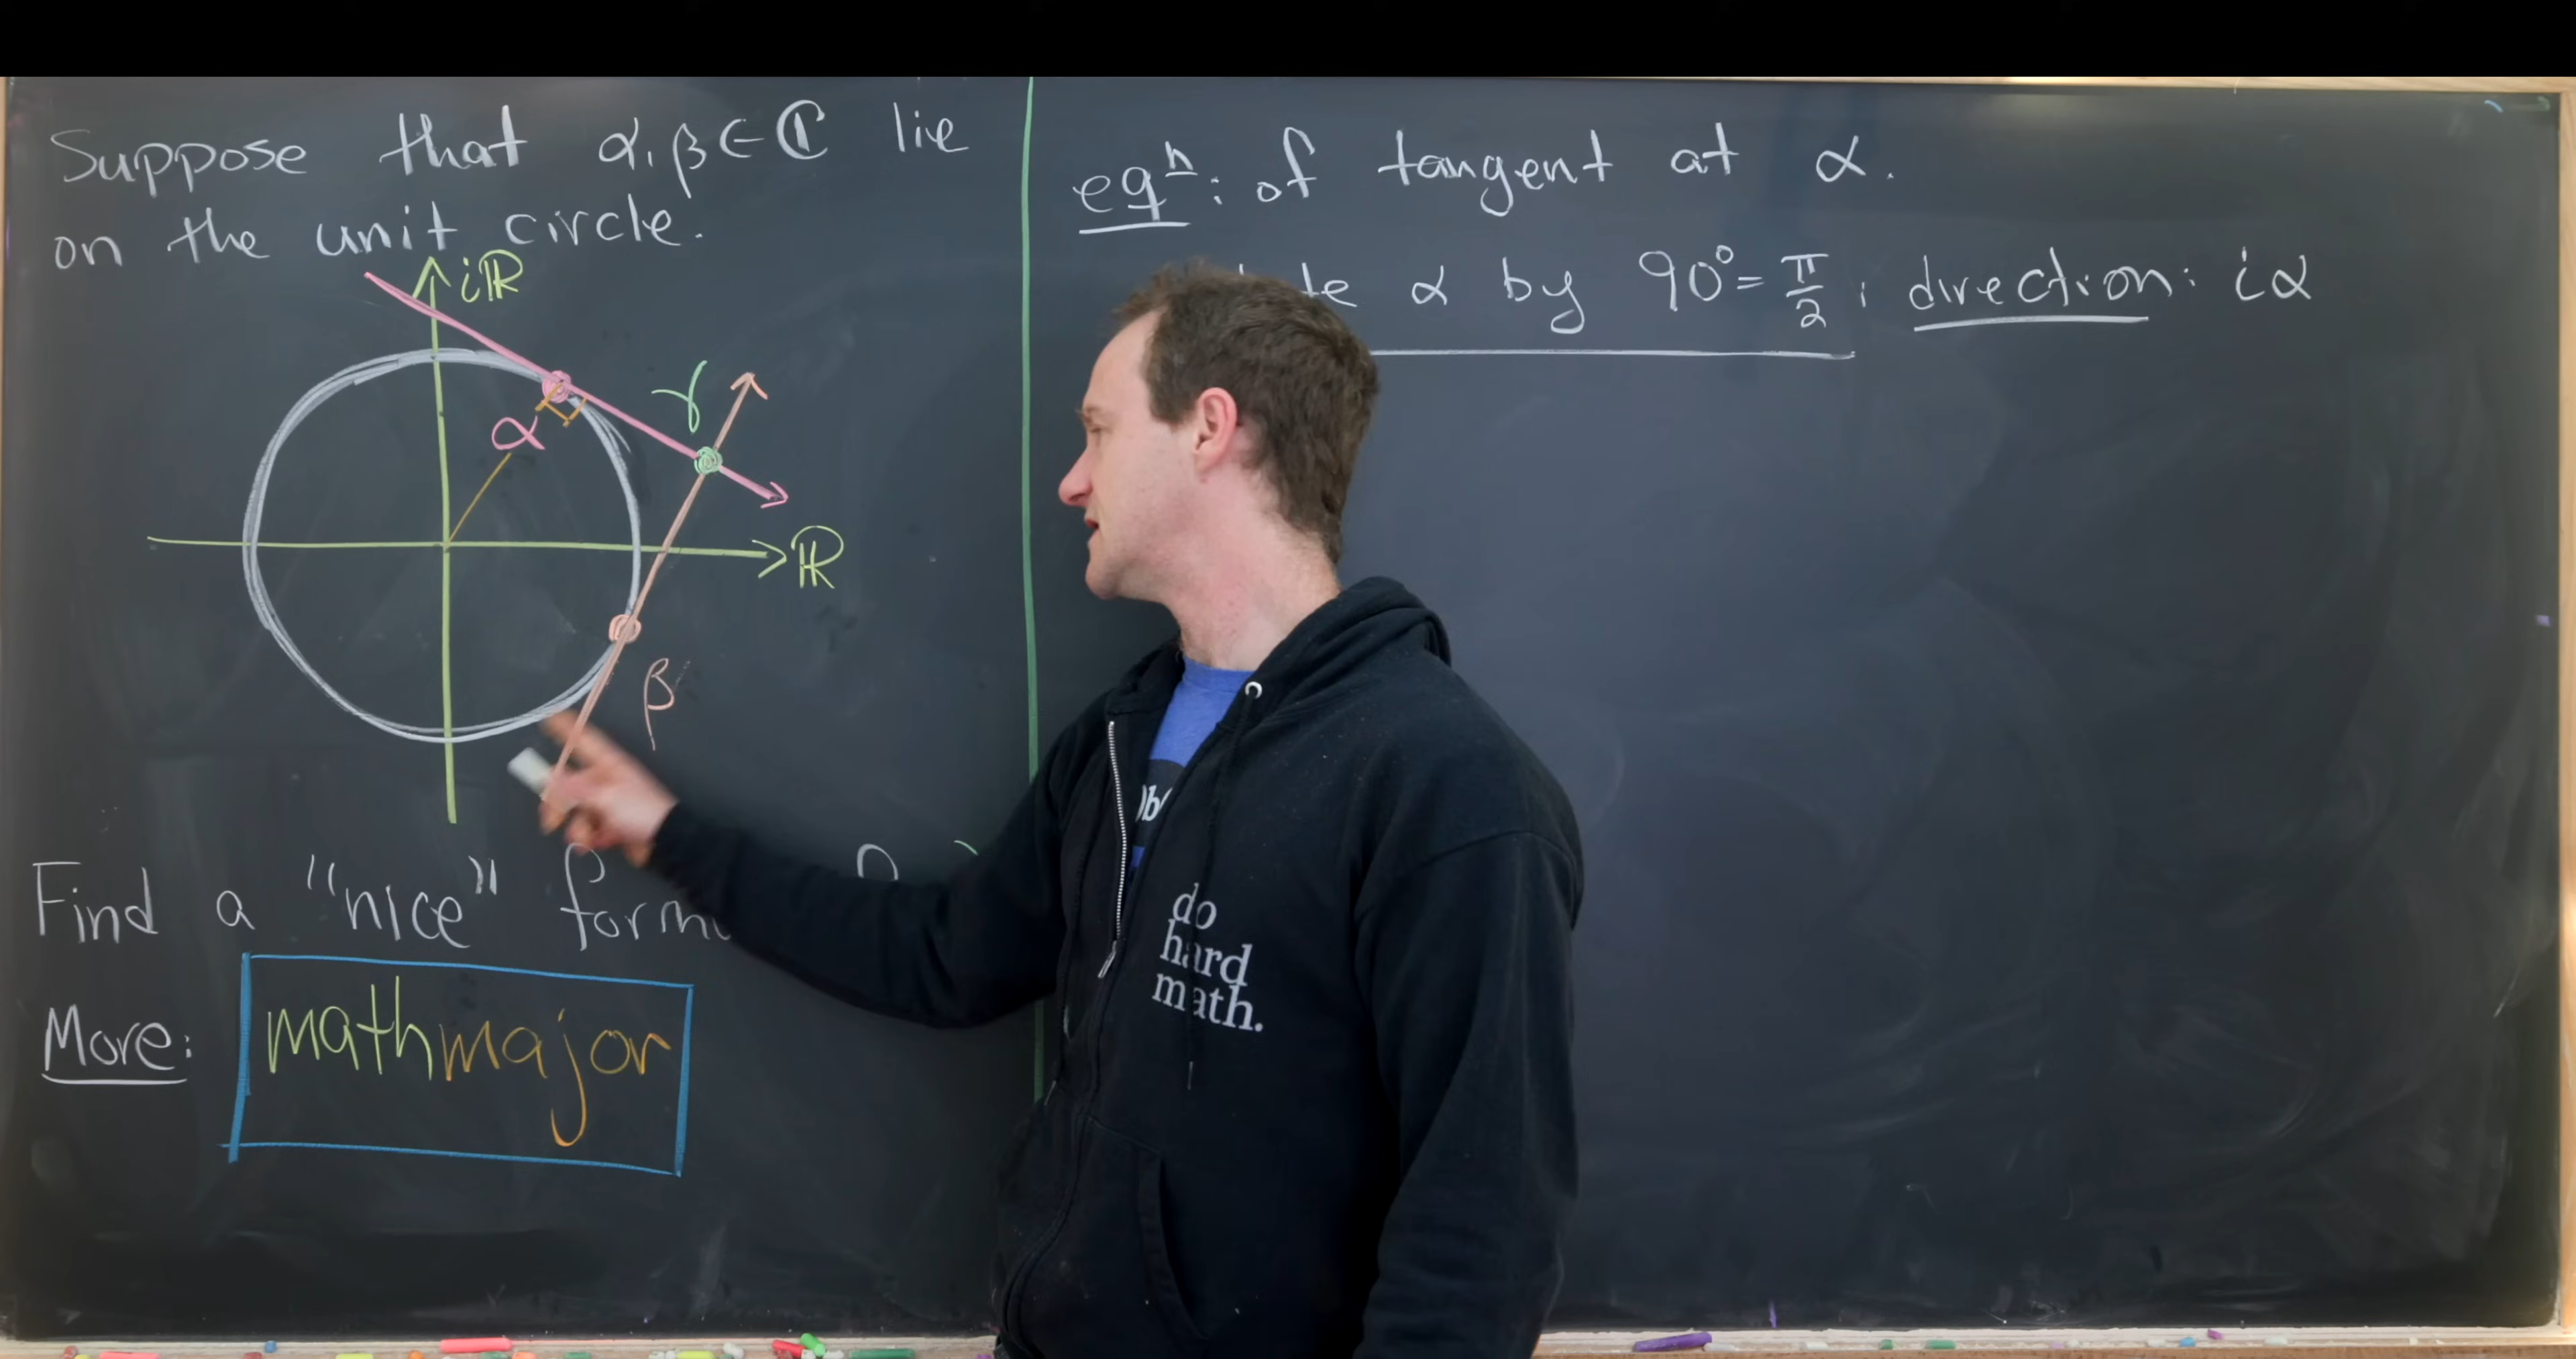 Suppose that α, β ∈ ℂ lie
on the unit circle.
iℝ
γ
α
ℝ
β
Find a "nice"
More:
mathmajor
eqⁿ: of tangent at α.
α by 90° = π/2 ; direction: iα
do
hard
math.